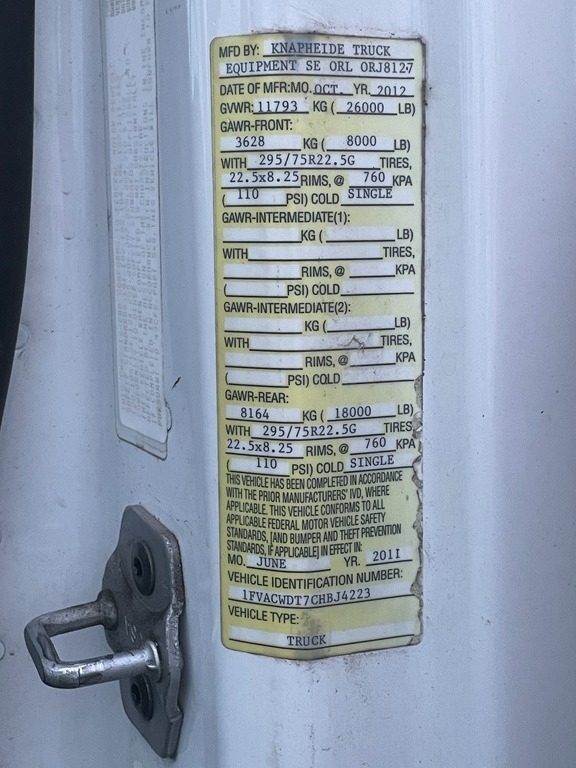 MFD BY: KNAPHEIDE TRUCK
EQUIPMENT SE ORL ORJ8127
DATE OF MFR:MO. OCT. YR. 2012
GVWR: 11793 KG ( 26000 LB)
GAWR-FRONT:
3628 KG ( 8000 LB)
WITH 295/75R22.5G TIRES,
22.5x8.25 RIMS, @ 760 KPA
( 110 PSI) COLD SINGLE
GAWR-INTERMEDIATE(1):
KG ( LB)
WITH TIRES,
RIMS, @ KPA
( PSI) COLD
GAWR-INTERMEDIATE(2):
KG ( LB)
WITH TIRES,
RIMS, @ KPA
( PSI) COLD
GAWR-REAR:
8164 KG ( 18000 LB)
WITH 295/75R22.5G TIRES,
22.5x8.25 RIMS, @ 760 KPA
( 110 PSI) COLD SINGLE
THIS VEHICLE HAS BEEN COMPLETED IN ACCORDANCE
WITH THE PRIOR MANUFACTURERS' IVD, WHERE
APPLICABLE. THIS VEHICLE CONFORMS TO ALL
APPLICABLE FEDERAL MOTOR VEHICLE SAFETY
STANDARDS, [AND BUMPER AND THEFT PREVENTION
STANDARDS, IF APPLICABLE] IN EFFECT IN:
MO. JUNE YR. 2011
VEHICLE IDENTIFICATION NUMBER:
1FVACWDT7CHBJ4223
VEHICLE TYPE:
TRUCK